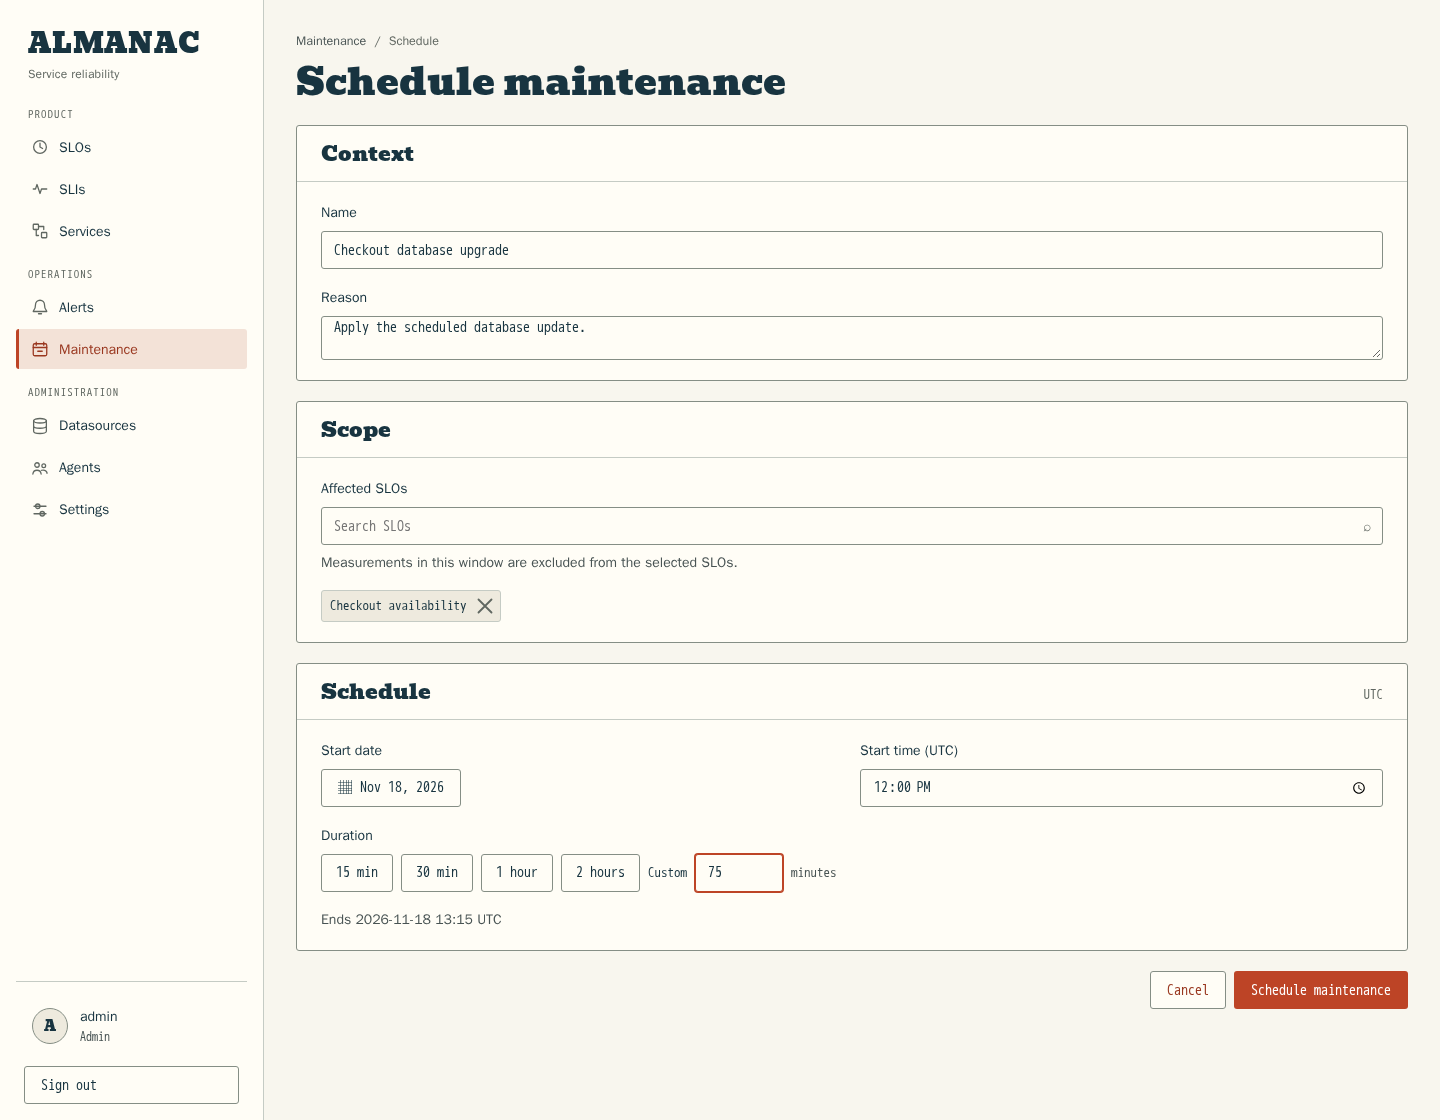 ALMANAC
Service reliability
PRODUCT
SLOs
SLIs
Services
OPERATIONS
Alerts
Maintenance
ADMINISTRATION
Datasources
Agents
Settings
A
admin
Admin
Sign out
Maintenance / Schedule
Schedule maintenance
Context
Name
Checkout database upgrade
Reason
Apply the scheduled database update.
Scope
Affected SLOs
Search SLOs
Measurements in this window are excluded from the selected SLOs.
Checkout availability
Schedule
UTC
Start date
Nov 18, 2026
Start time (UTC)
12:00 PM
Duration
15 min 30 min 1 hour 2 hours Custom 75 minutes
Ends 2026-11-18 13:15 UTC
Cancel Schedule maintenance